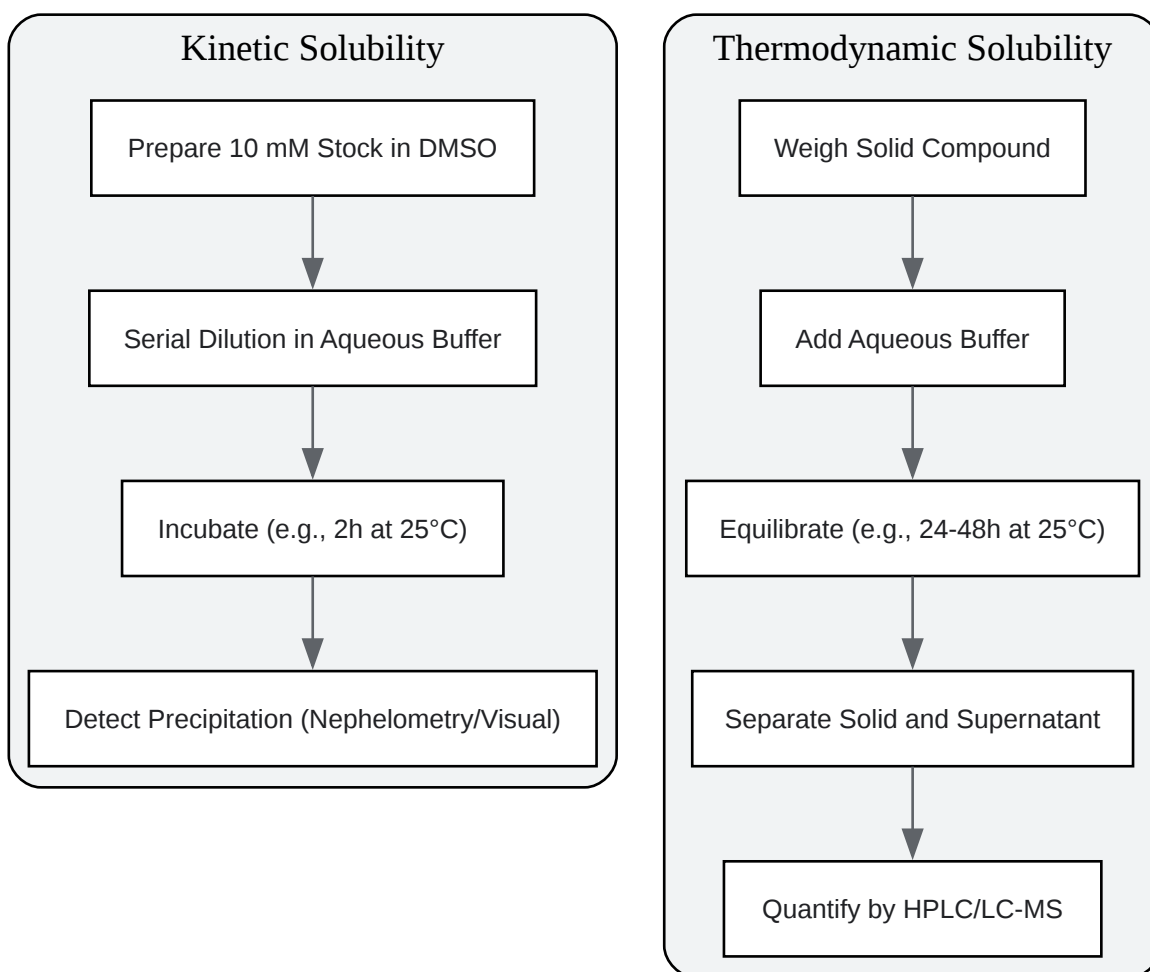 Kinetic Solubility
Prepare 10 mM Stock in DMSO
Serial Dilution in Aqueous Buffer
Incubate (e.g., 2h at 25°C)
Detect Precipitation (Nephelometry/Visual)
Thermodynamic Solubility
Weigh Solid Compound
Add Aqueous Buffer
Equilibrate (e.g., 24-48h at 25°C)
Separate Solid and Supernatant
Quantify by HPLC/LC-MS